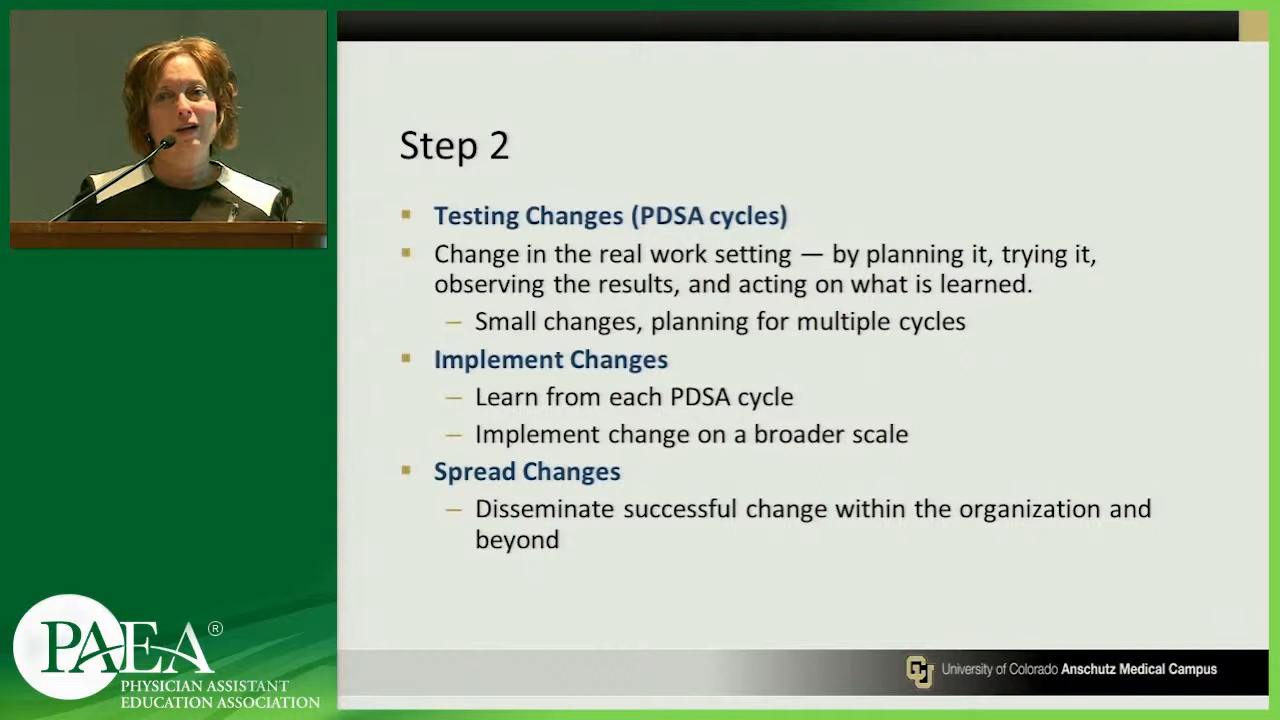 Step 2
Testing Changes (PDSA cycles)
Change in the real work setting — by planning it, trying it,
observing the results, and acting on what is learned.
– Small changes, planning for multiple cycles
Implement Changes
– Learn from each PDSA cycle
– Implement change on a broader scale
Spread Changes
– Disseminate successful change within the organization and
beyond
PAEA®
PHYSICIAN ASSISTANT
EDUCATION ASSOCIATION
CU University of Colorado Anschutz Medical Campus